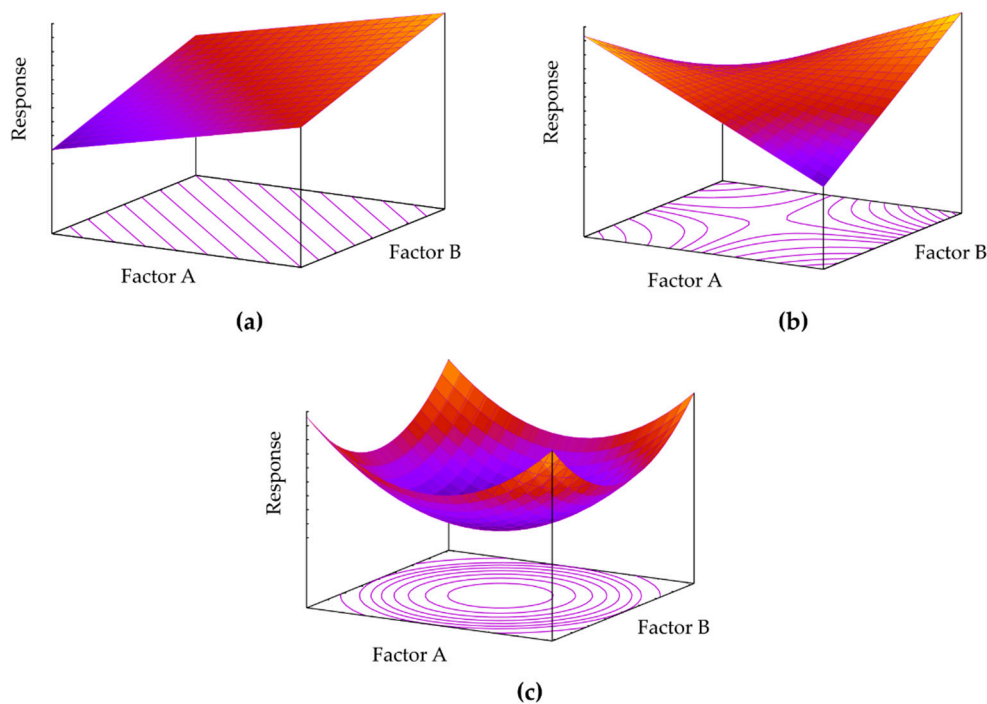 Response
Factor A
Factor B
(a)
Response
Factor A
Factor B
(b)
Response
Factor A
Factor B
(c)